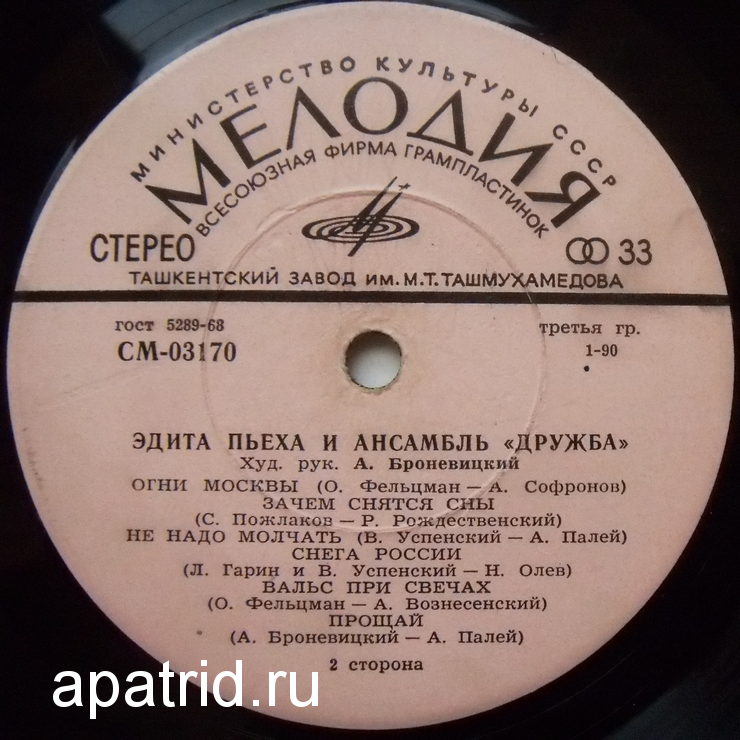 МИНИСТЕРСТВО КУЛЬТУРЫ СССР
МЕЛОДИЯ
ВСЕСОЮЗНАЯ ФИРМА ГРАМПЛАСТИНОК
СТЕРЕО 33
ТАШКЕНТСКИЙ ЗАВОД ИМ. М.Т. ТАШМУХАМЕДОВА
ГОСТ 5289-68 третья гр.
СМ-03170 1-90
ЭДИТА ПЬЕХА И АНСАМБЛЬ «ДРУЖБА»
Худ. рук. А. Броневицкий
ОГНИ МОСКВЫ (О. Фельцман — А. Софронов)
ЗАЧЕМ СНЯТСЯ СНЫ
(С. Пожлаков — Р. Рождественский)
НЕ НАДО МОЛЧАТЬ (В. Успенский — А. Палей)
СНЕГА РОССИИ
(Л. Гарин и В. Успенский — Н. Олев)
ВАЛЬС ПРИ СВЕЧАХ
(О. Фельцман — А. Вознесенский)
ПРОЩАЙ
(А. Броневицкий — А. Палей)
2 сторона
apatrid.ru